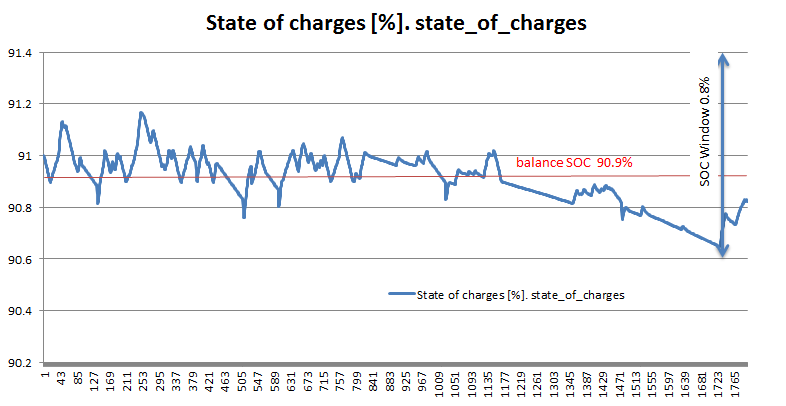 State of charges [%]. state_of_charges
91.4
91.2
91
90.8
90.6
90.4
90.2
balance SOC 90.9%
SOC Window 0.8%
State of charges [%]. state_of_charges
1 43 85 127 169 211 253 295 337 379 421 463 505 547 589 631 673 715 757 799 841 883 925 967 1009 1051 1093 1135 1177 1219 1261 1303 1345 1387 1429 1471 1513 1555 1597 1639 1681 1723 1765